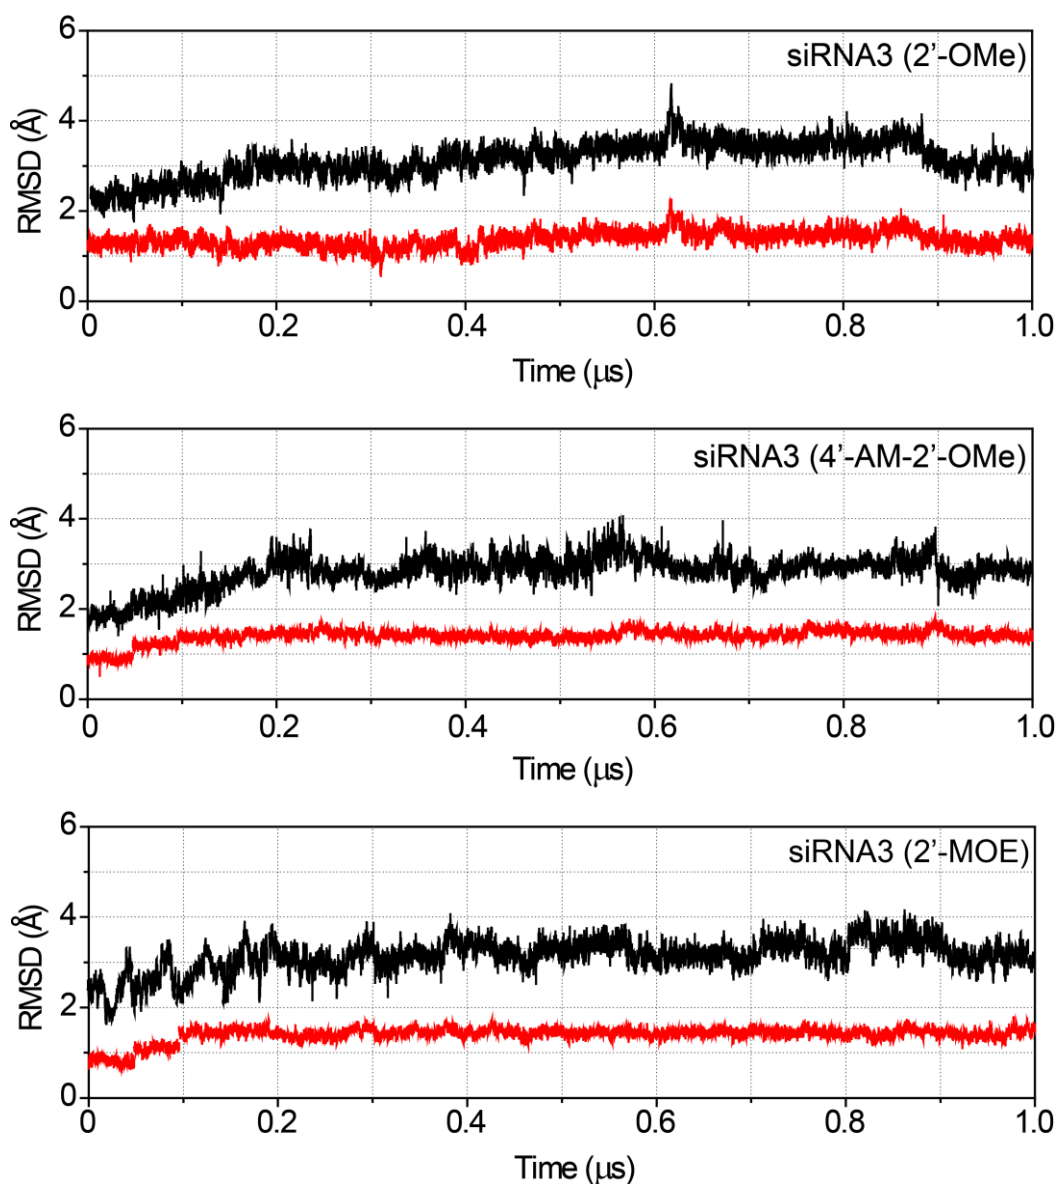 siRNA3 (2'-OMe)
RMSD (Å)
6
4
2
0
0 0.2 0.4 0.6 0.8 1.0
Time (μs)
siRNA3 (4'-AM-2'-OMe)
RMSD (Å)
6
4
2
0
0 0.2 0.4 0.6 0.8 1.0
Time (μs)
siRNA3 (2'-MOE)
RMSD (Å)
6
4
2
0
0 0.2 0.4 0.6 0.8 1.0
Time (μs)